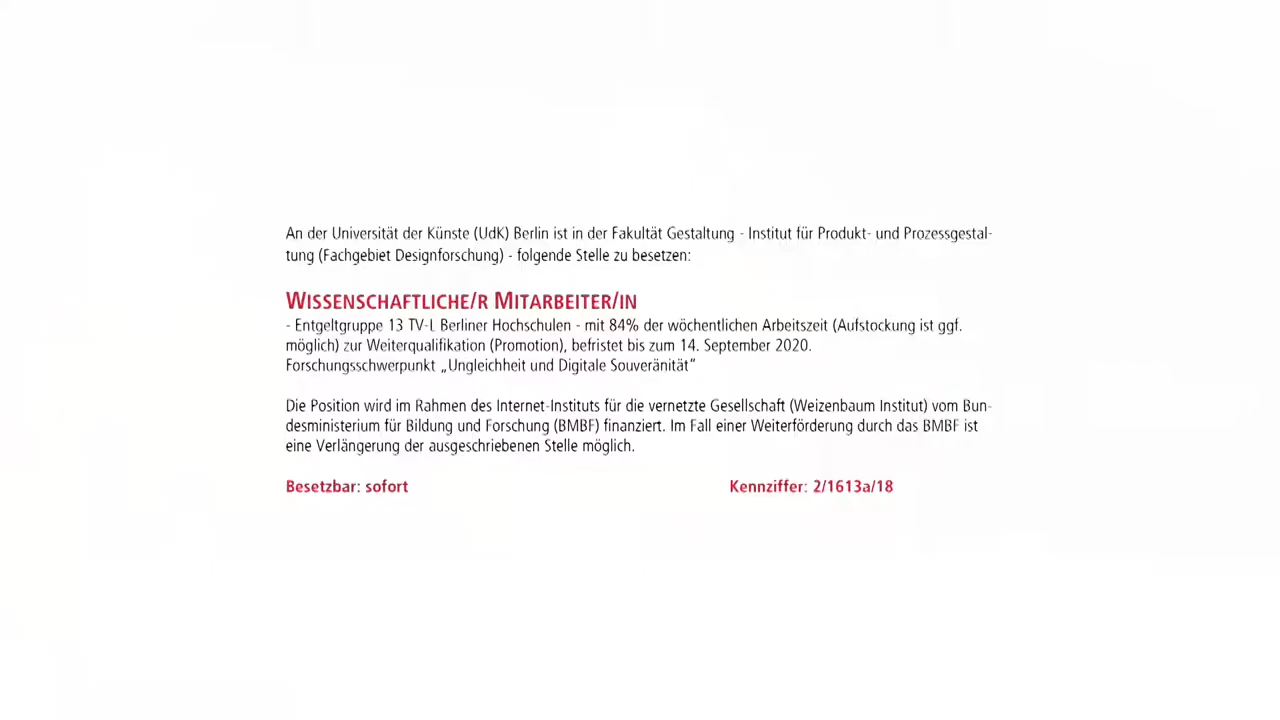 An der Universität der Künste (UdK) Berlin ist in der Fakultät Gestaltung - Institut für Produkt- und Prozessgestal-
tung (Fachgebiet Designforschung) - folgende Stelle zu besetzen:
WISSENSCHAFTLICHE/R MITARBEITER/IN
- Entgeltgruppe 13 TV-L Berliner Hochschulen - mit 84% der wöchentlichen Arbeitszeit (Aufstockung ist ggf.
möglich) zur Weiterqualifikation (Promotion), befristet bis zum 14. September 2020.
Forschungsschwerpunkt „Ungleichheit und Digitale Souveränität“
Die Position wird im Rahmen des Internet-Instituts für die vernetzte Gesellschaft (Weizenbaum Institut) vom Bun-
desministerium für Bildung und Forschung (BMBF) finanziert. Im Fall einer Weiterförderung durch das BMBF ist
eine Verlängerung der ausgeschriebenen Stelle möglich.
Besetzbar: sofort Kennziffer: 2/1613a/18